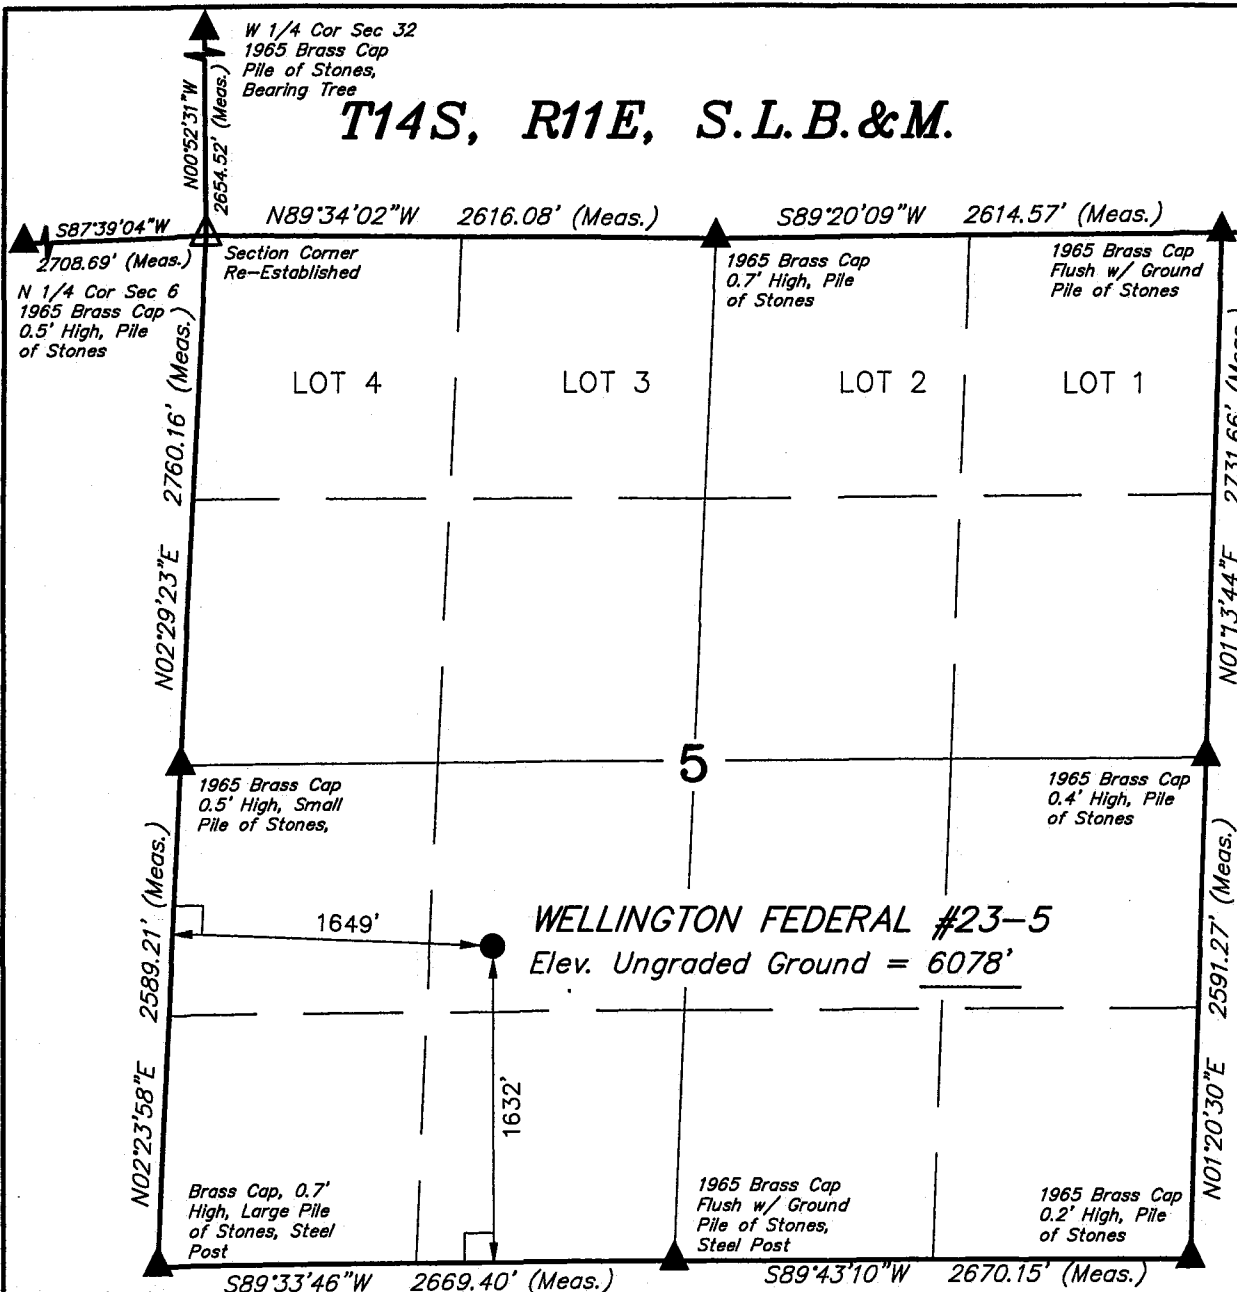 W 1/4 Cor Sec 32
1965 Brass Cap
Pile of Stones,
Bearing Tree
T14S, R11E, S.L.B.&M.
N00°52'31"W
2654.52' (Meas.)
S87°39'04"W
2708.69' (Meas.)
N89°34'02"W 2616.08' (Meas.)
S89°20'09"W 2614.57' (Meas.)
N 1/4 Cor Sec 6
1965 Brass Cap
0.5' High, Pile
of Stones
Section Corner
Re-Established
1965 Brass Cap
0.7' High, Pile
of Stones
1965 Brass Cap
Flush w/ Ground
Pile of Stones
LOT 4
LOT 3
LOT 2
LOT 1
N02°29'23"E 2760.16' (Meas.)
N01°13'44"E 2731.66' (Meas.)
5
1965 Brass Cap
0.5' High, Small
Pile of Stones,
1965 Brass Cap
0.4' High, Pile
of Stones
1649'
WELLINGTON FEDERAL #23-5
Elev. Ungraded Ground = 6078'
1632'
N02°23'58"E 2589.21' (Meas.)
N01°20'30"E 2591.27' (Meas.)
Brass Cap, 0.7'
High, Large Pile
of Stones, Steel
Post
1965 Brass Cap
Flush w/ Ground
Pile of Stones,
Steel Post
1965 Brass Cap
0.2' High, Pile
of Stones
S89°33'46"W 2669.40' (Meas.)
S89°43'10"W 2670.15' (Meas.)